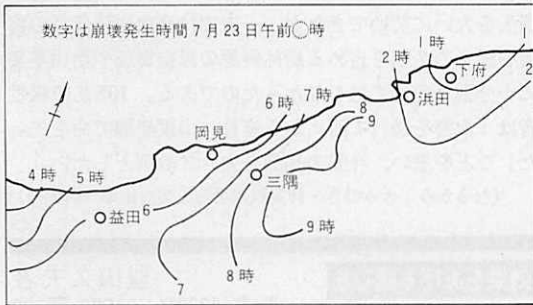 数字は崩壊発生時間7月23日午前○時
1時
1
2時
下府
2
浜田
6時
7時
8
9
岡見
三隅
4時
5時
益田
6
9時
8時
7